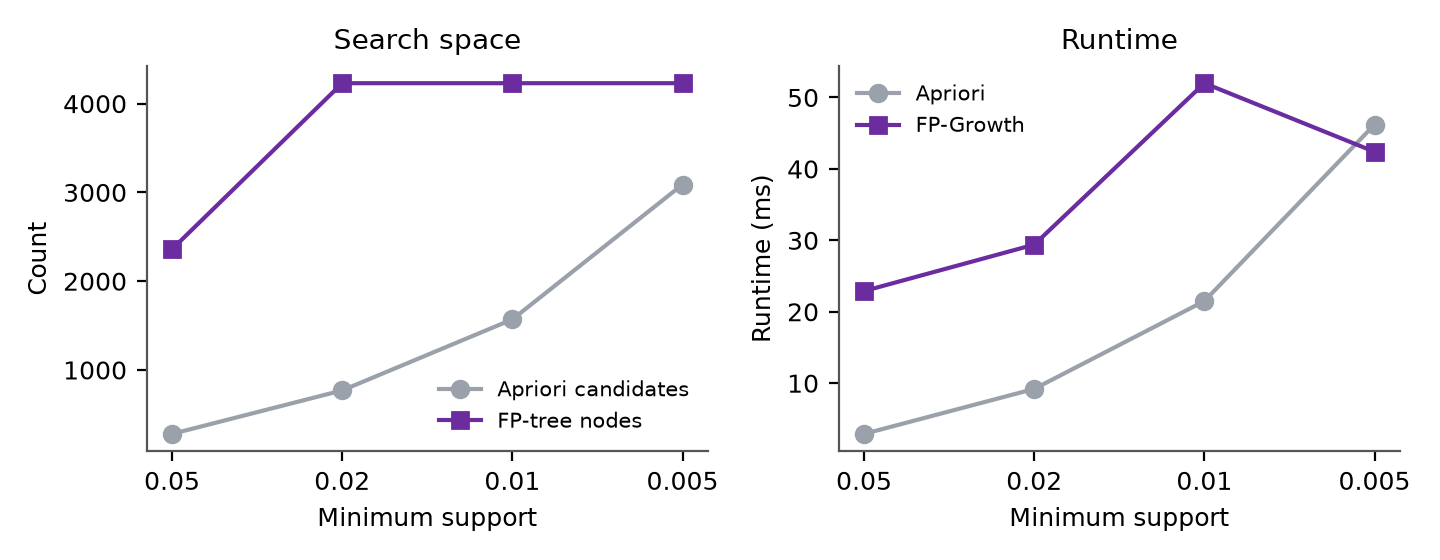 Search space
Count
4000
3000
2000
1000
Apriori candidates
FP-tree nodes
0.05 0.02 0.01 0.005
Minimum support
Runtime
Runtime (ms)
50
40
30
20
10
Apriori
FP-Growth
0.05 0.02 0.01 0.005
Minimum support